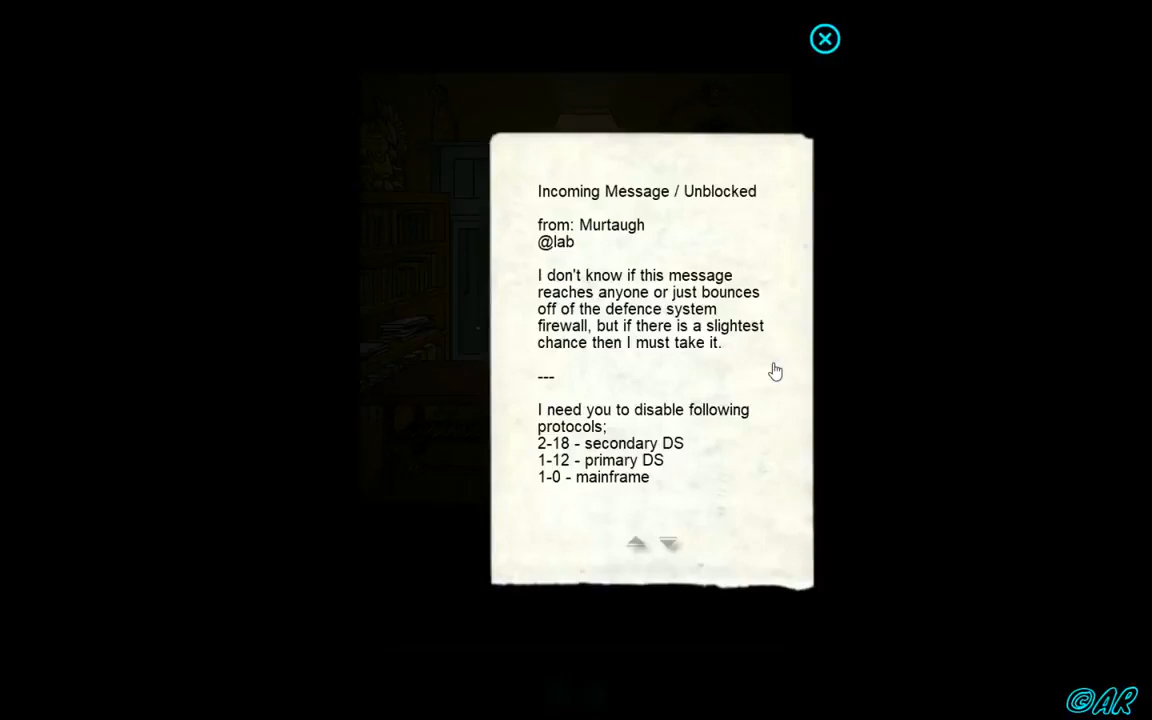 Incoming Message / Unblocked
from: Murtaugh
@lab
I don't know if this message
reaches anyone or just bounces
off of the defence system
firewall, but if there is a slightest
chance then I must take it.
---
I need you to disable following
protocols;
2-18 - secondary DS
1-12 - primary DS
1-0 - mainframe
©AR